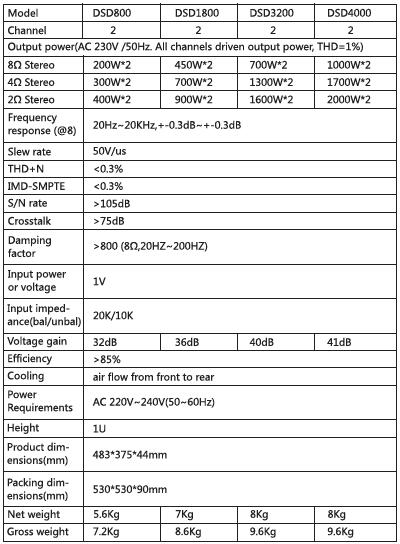 Model DSD800 DSD1800 DSD3200 DSD4000
Channel 2 2 2 2
Output power(AC 230V /50Hz. All channels driven output power, THD=1%)
8Ω Stereo 200W*2 450W*2 700W*2 1000W*2
4Ω Stereo 300W*2 700W*2 1300W*2 1700W*2
2Ω Stereo 400W*2 900W*2 1600W*2 2000W*2
Frequency
response (@8) 20Hz~20KHz,+-0.3dB~+-0.3dB
Slew rate 50V/us
THD+N <0.3%
IMD-SMPTE <0.3%
S/N rate >105dB
Crosstalk >75dB
Damping
factor >800 (8Ω,20HZ~200HZ)
Input power
or voltage 1V
Input imped-
ance(bal/unbal) 20K/10K
Voltage gain 32dB 36dB 40dB 41dB
Efficiency >85%
Cooling air flow from front to rear
Power
Requirements AC 220V~240V(50~60Hz)
Height 1U
Product dim-
ensions(mm) 483*375*44mm
Packing dim-
ensions(mm) 530*530*90mm
Net weight 5.6Kg 7Kg 8Kg 8Kg
Gross weight 7.2Kg 8.6Kg 9.6Kg 9.6Kg